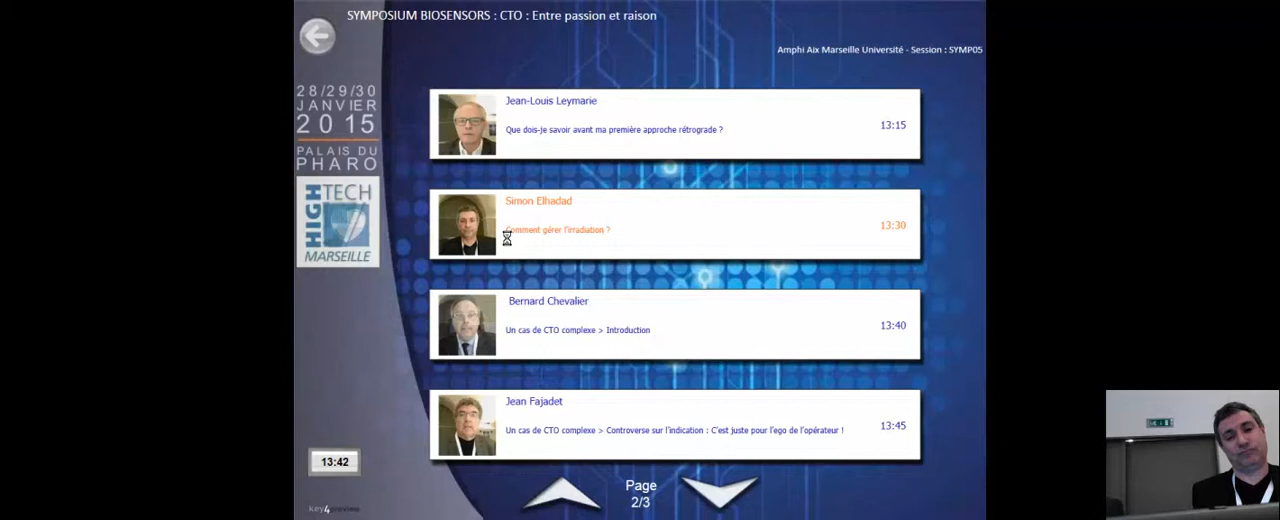 SYMPOSIUM BIOSENSORS : CTO : Entre passion et raison
Amphi Aix Marseille Université - Session : SYMP05
28/29/30
JANVIER
2015
PALAIS DU
PHARO
HIGH TECH
MARSEILLE
Jean-Louis Leymarie
Que dois-je savoir avant ma première approche rétrograde ?
13:15
Simon Elhadad
Comment gérer l'irradiation ?
13:30
Bernard Chevalier
Un cas de CTO complexe > Introduction
13:40
Jean Fajadet
Un cas de CTO complexe > Controverse sur l'indication : C'est juste pour l'ego de l'opérateur !
13:45
13:42
Page
2/3